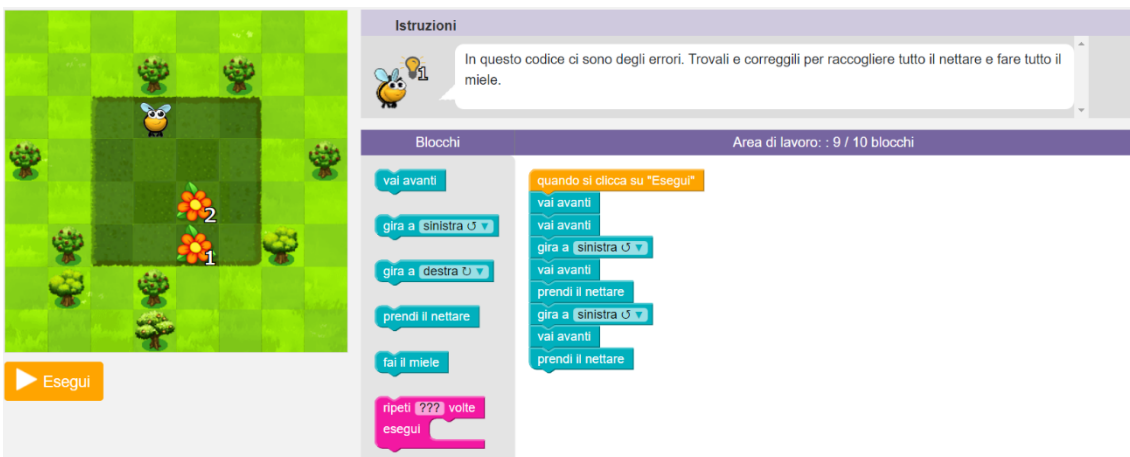 Istruzioni
1
In questo codice ci sono degli errori. Trovali e correggili per raccogliere tutto il nettare e fare tutto il
miele.
Blocchi
Area di lavoro: : 9 / 10 blocchi
2
1
Esegui
vai avanti
gira a sinistra ↺ ▼
gira a destra ↻ ▼
prendi il nettare
fai il miele
ripeti ??? volte
esegui
quando si clicca su "Esegui"
vai avanti
vai avanti
gira a sinistra ↺ ▼
vai avanti
prendi il nettare
gira a sinistra ↺ ▼
vai avanti
prendi il nettare